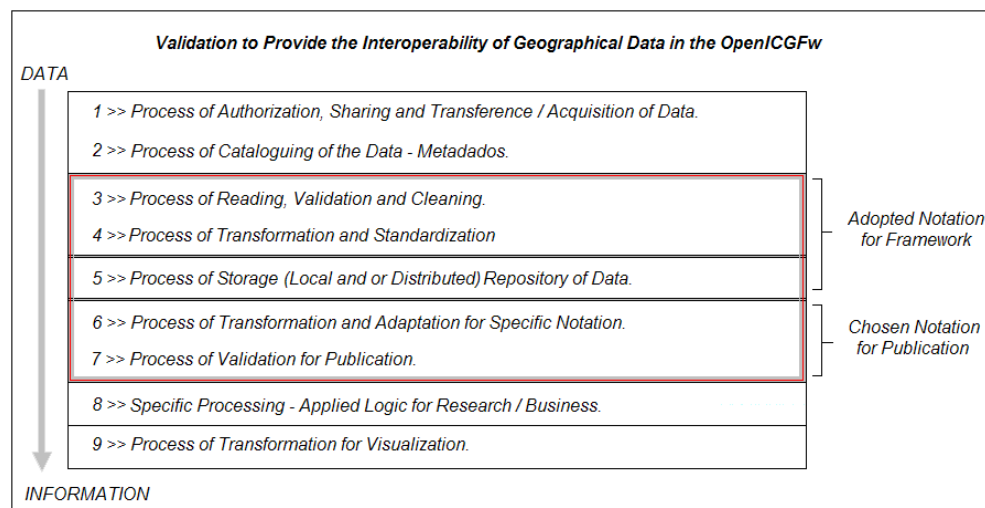 Validation to Provide the Interoperability of Geographical Data in the OpenICGFw
DATA
1 >> Process of Authorization, Sharing and Transference / Acquisition of Data.
2 >> Process of Cataloguing of the Data - Metadados.
3 >> Process of Reading, Validation and Cleaning.
4 >> Process of Transformation and Standardization
Adopted Notation
for Framework
5 >> Process of Storage (Local and or Distributed) Repository of Data.
6 >> Process of Transformation and Adaptation for Specific Notation.
7 >> Process of Validation for Publication.
Chosen Notation
for Publication
8 >> Specific Processing - Applied Logic for Research / Business.
9 >> Process of Transformation for Visualization.
INFORMATION